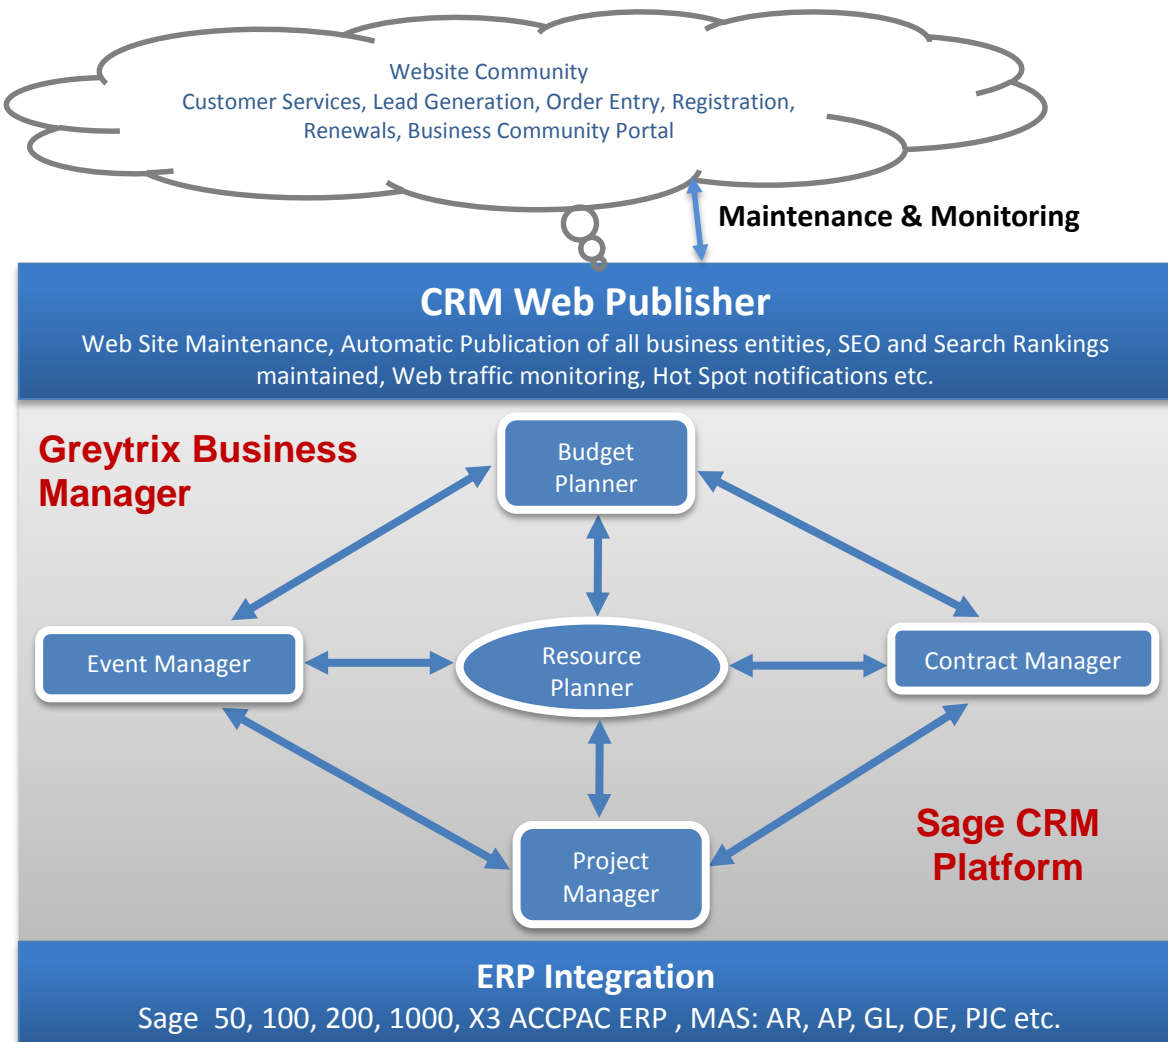 Website Community
Customer Services, Lead Generation, Order Entry, Registration,
Renewals, Business Community Portal
Maintenance & Monitoring
CRM Web Publisher
Web Site Maintenance, Automatic Publication of all business entities, SEO and Search Rankings
maintained, Web traffic monitoring, Hot Spot notifications etc.
Greytrix Business
Manager
Budget
Planner
Event Manager
Resource
Planner
Contract Manager
Project
Manager
Sage CRM
Platform
ERP Integration
Sage  50, 100, 200, 1000, X3 ACCPAC ERP , MAS: AR, AP, GL, OE, PJC etc.